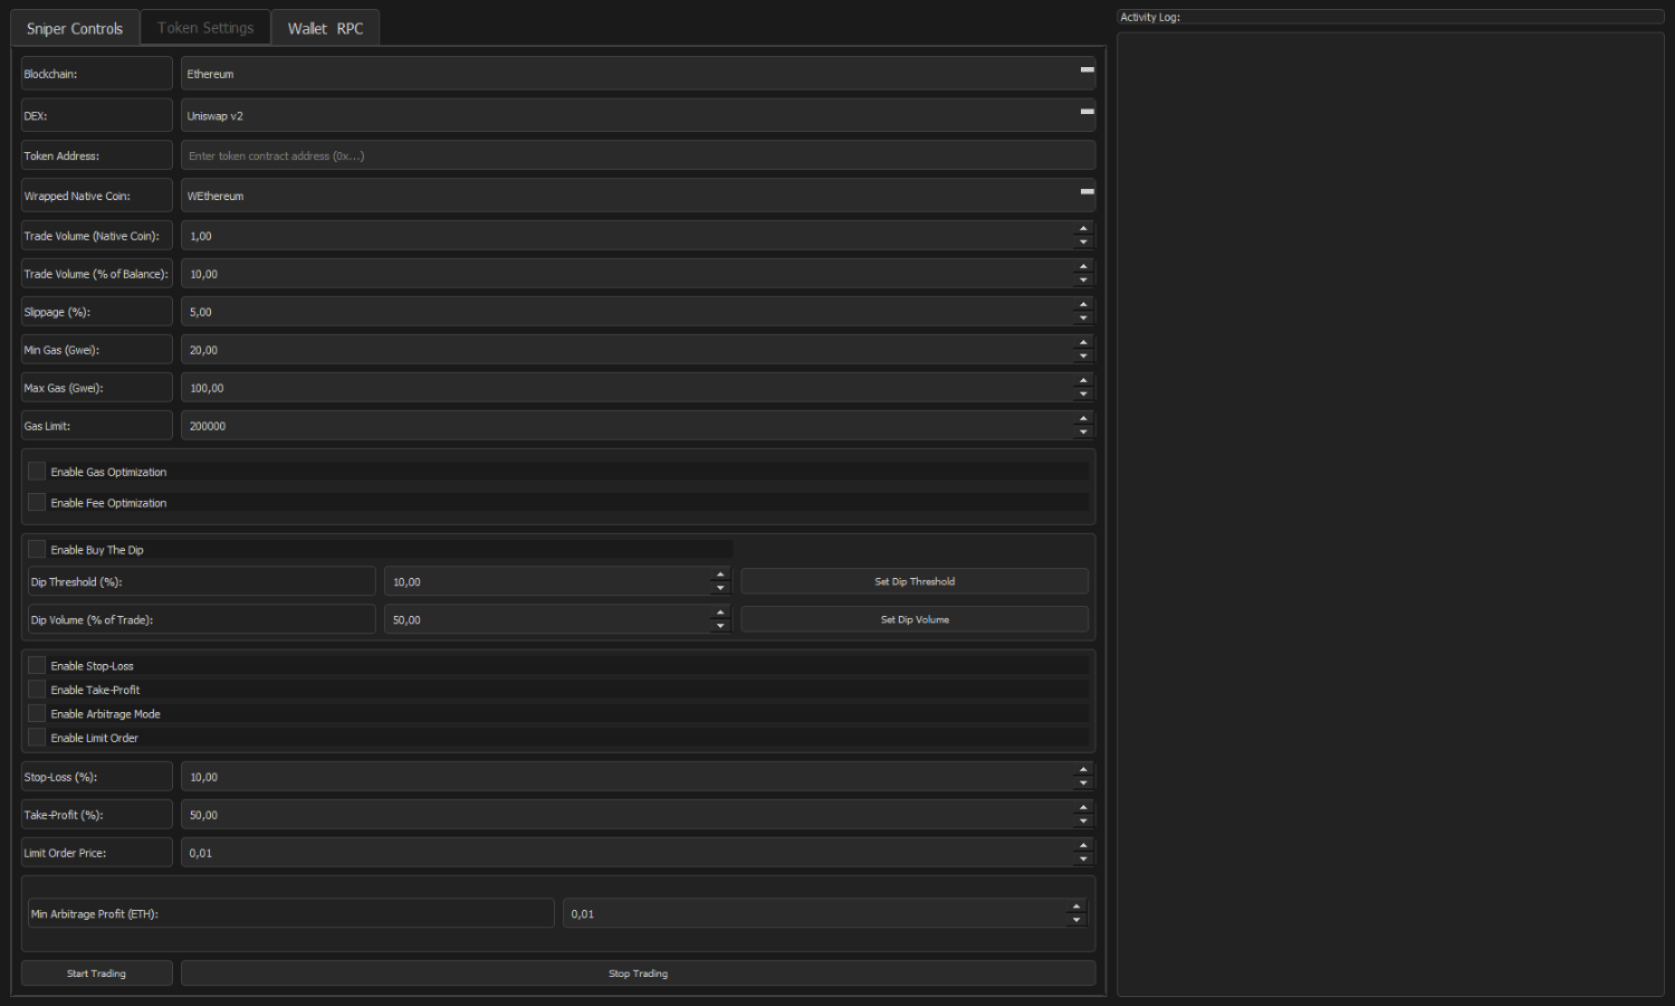 Sniper Controls
Token Settings
Wallet RPC
Blockchain:
Ethereum
DEX:
Uniswap v2
Token Address:
Enter token contract address (0x...)
Wrapped Native Coin:
WEthereum
Trade Volume (Native Coin):
1,00
Trade Volume (% of Balance):
10,00
Slippage (%):
5,00
Min Gas (Gwei):
20,00
Max Gas (Gwei):
100,00
Gas Limit:
200000
Enable Gas Optimization
Enable Fee Optimization
Enable Buy The Dip
Dip Threshold (%):
10,00
Set Dip Threshold
Dip Volume (% of Trade):
50,00
Set Dip Volume
Enable Stop-Loss
Enable Take-Profit
Enable Arbitrage Mode
Enable Limit Order
Stop-Loss (%):
10,00
Take-Profit (%):
50,00
Limit Order Price:
0,01
Min Arbitrage Profit (ETH):
0,01
Start Trading
Stop Trading
Activity Log: